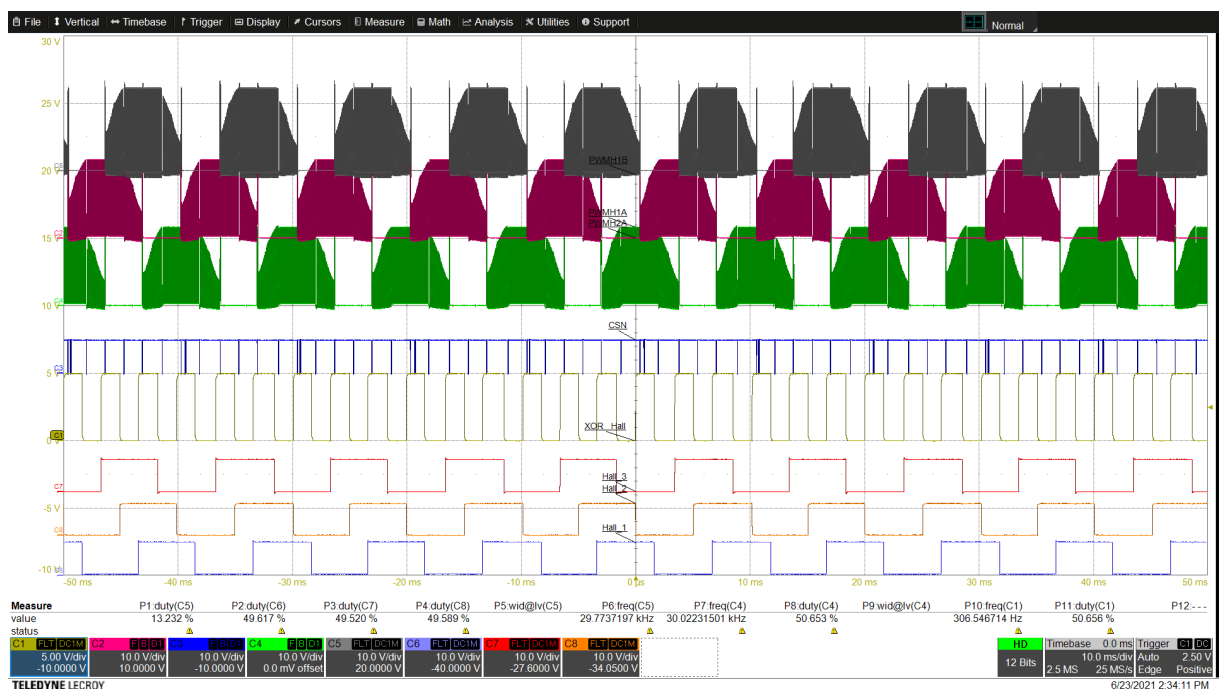 File Vertical Timebase Trigger Display Cursors Measure Math Analysis Utilities Support Normal
30 V
25 V
PWMH1B
20 V
PWMH1A
C2
PWMH2A
15 V
C4
10 V
CSN
C3
5 V
XOR_Hall
C1
Hall_3
C7
Hall_2
-5 V
Hall_1
C8
-10 V
-50 ms -40 ms -30 ms -20 ms -10 ms 0 µs 10 ms 20 ms 30 ms 40 ms 50 ms
Measure P1:duty(C5) P2:duty(C6) P3:duty(C7) P4:duty(C8) P5:wid@lv(C5) P6:freq(C5) P7:freq(C4) P8:duty(C4) P9:wid@lv(C4) P10:freq(C1) P11:duty(C1) P12:- - -
value 13.232 % 49.617 % 49.520 % 49.589 % 29.7737197 kHz 30.02231501 kHz 50.653 % 306.546714 Hz 50.656 %
status
C1 FLT DC1M C2 F B D1 C3 C4 F B D1 C5 FLT DC1M C6 FLT DC1M C7 FLT DC1M C8 FLT DC1M HD Timebase 0.0 ms Trigger C1 DC
5.00 V/div 10.0 V/div 10.0 V/div 10.0 V/div 10.0 V/div 10.0 V/div 10.0 V/div 10.0 V/div 12 Bits 10.0 ms/div Auto 2.50 V
-10.0000 V 10.0000 V -10.0000 V 0.0 mV offset 20.0000 V -40.0000 V -27.6000 V -34.0500 V 2.5 MS 25 MS/s Edge Positive
TELEDYNE LECROY 6/23/2021 2:34:11 PM